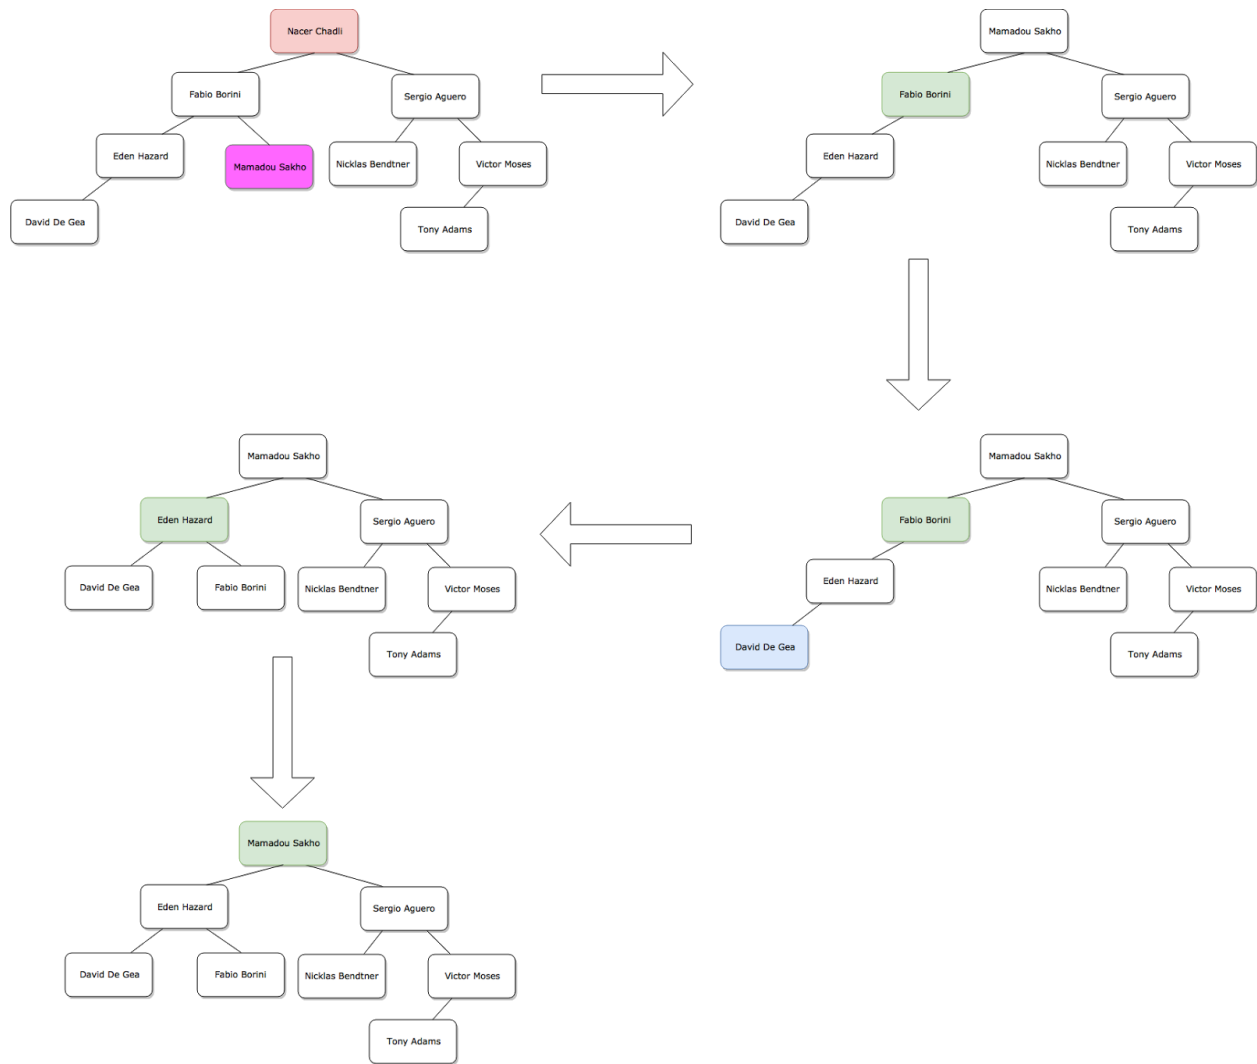 Nacer Chadli
Fabio Borini
Sergio Aguero
Eden Hazard
Mamadou Sakho
Nicklas Bendtner
Victor Moses
David De Gea
Tony Adams
Mamadou Sakho
Fabio Borini
Sergio Aguero
Eden Hazard
Nicklas Bendtner
Victor Moses
David De Gea
Tony Adams
Mamadou Sakho
Fabio Borini
Sergio Aguero
Eden Hazard
Nicklas Bendtner
Victor Moses
David De Gea
Tony Adams
Mamadou Sakho
Eden Hazard
Sergio Aguero
David De Gea
Fabio Borini
Nicklas Bendtner
Victor Moses
Tony Adams
Mamadou Sakho
Eden Hazard
Sergio Aguero
David De Gea
Fabio Borini
Nicklas Bendtner
Victor Moses
Tony Adams